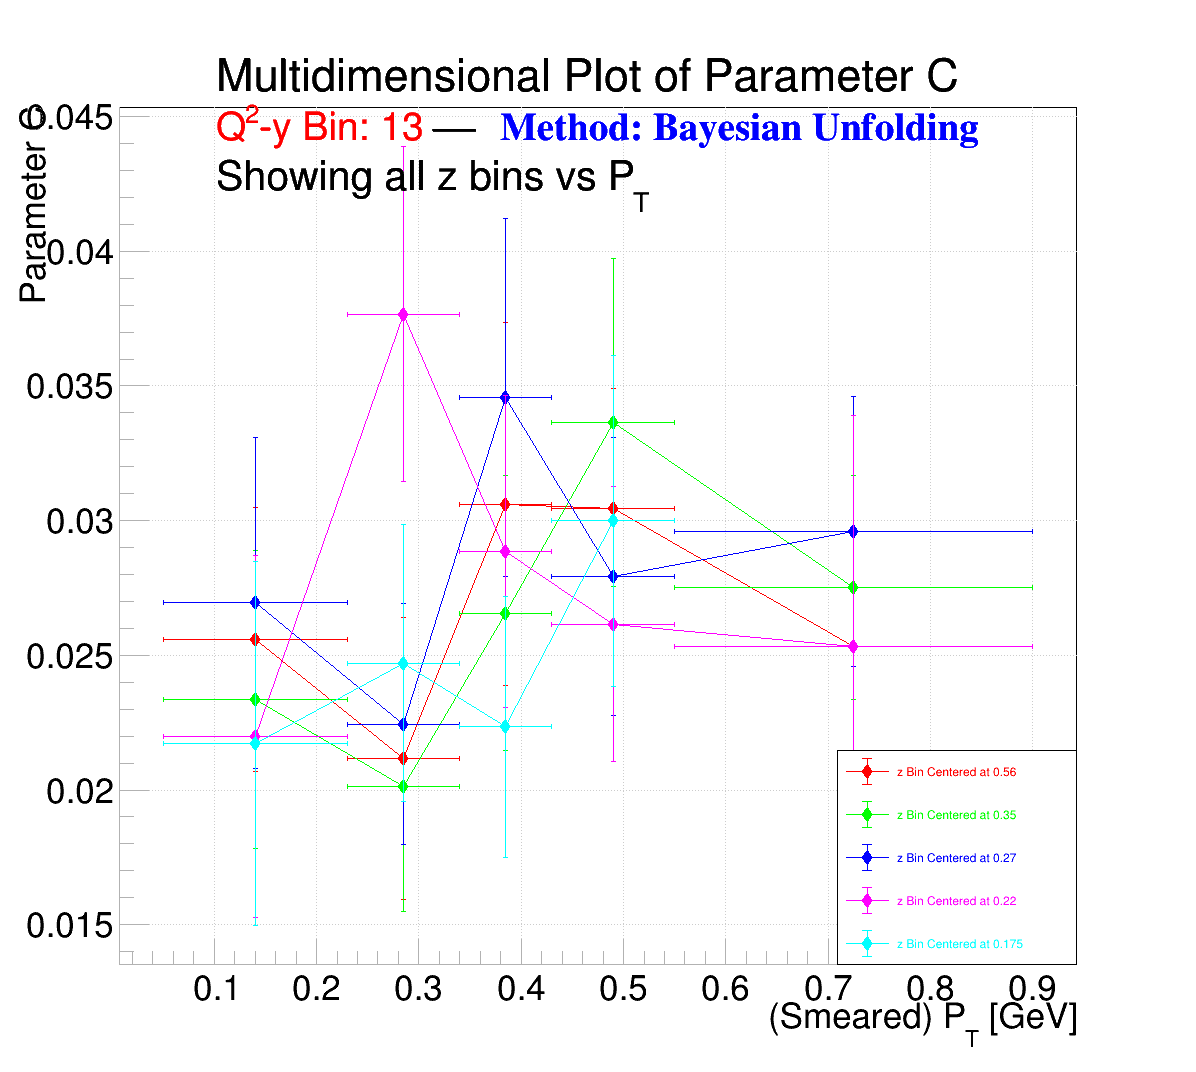 Multidimensional Plot of Parameter C
Q²-y Bin: 13 — Method: Bayesian Unfolding
Showing all z bins vs P_T
Parameter C
0.045
0.04
0.035
0.03
0.025
0.02
0.015
z Bin Centered at 0.56
z Bin Centered at 0.35
z Bin Centered at 0.27
z Bin Centered at 0.22
z Bin Centered at 0.175
0.1 0.2 0.3 0.4 0.5 0.6 0.7 0.8 0.9
(Smeared) P_T [GeV]